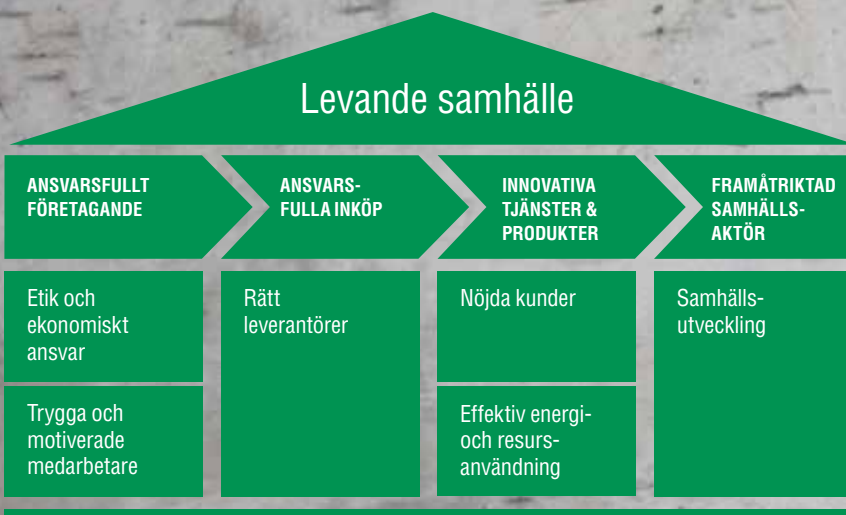 Levande samhälle
ANSVARSFULLT
FÖRETAGANDE
ANSVARS-
FULLA INKÖP
INNOVATIVA
TJÄNSTER &
PRODUKTER
FRAMÅTRIKTAD
SAMHÄLLS-
AKTÖR
Etik och
ekonomiskt
ansvar
Rätt
leverantörer
Nöjda kunder
Samhälls-
utveckling
Trygga och
motiverade
medarbetare
Effektiv energi-
och resurs-
användning